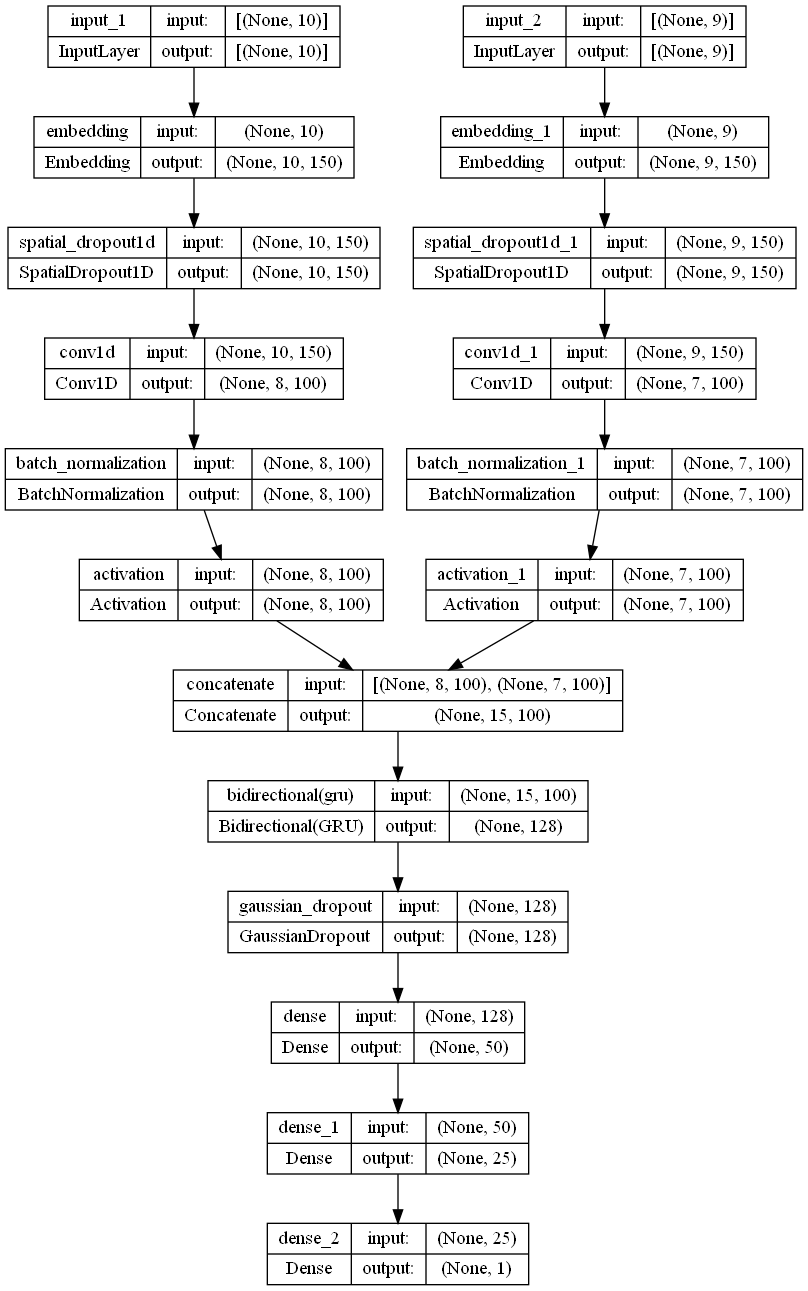 input_1 input: [(None, 10)]
InputLayer output: [(None, 10)]
input_2 input: [(None, 9)]
InputLayer output: [(None, 9)]
embedding input: (None, 10)
Embedding output: (None, 10, 150)
embedding_1 input: (None, 9)
Embedding output: (None, 9, 150)
spatial_dropout1d input: (None, 10, 150)
SpatialDropout1D output: (None, 10, 150)
spatial_dropout1d_1 input: (None, 9, 150)
SpatialDropout1D output: (None, 9, 150)
conv1d input: (None, 10, 150)
Conv1D output: (None, 8, 100)
conv1d_1 input: (None, 9, 150)
Conv1D output: (None, 7, 100)
batch_normalization input: (None, 8, 100)
BatchNormalization output: (None, 8, 100)
batch_normalization_1 input: (None, 7, 100)
BatchNormalization output: (None, 7, 100)
activation input: (None, 8, 100)
Activation output: (None, 8, 100)
activation_1 input: (None, 7, 100)
Activation output: (None, 7, 100)
concatenate input: [(None, 8, 100), (None, 7, 100)]
Concatenate output: (None, 15, 100)
bidirectional(gru) input: (None, 15, 100)
Bidirectional(GRU) output: (None, 128)
gaussian_dropout input: (None, 128)
GaussianDropout output: (None, 128)
dense input: (None, 128)
Dense output: (None, 50)
dense_1 input: (None, 50)
Dense output: (None, 25)
dense_2 input: (None, 25)
Dense output: (None, 1)